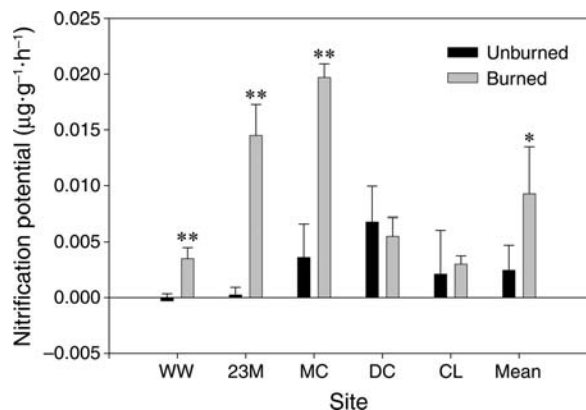 0.025
0.020
0.015
0.010
0.005
0.000
−0.005
Nitrification potential (μg·g⁻¹·h⁻¹)
Unburned
Burned
**
**
**
*
WW 23M MC DC CL Mean
Site